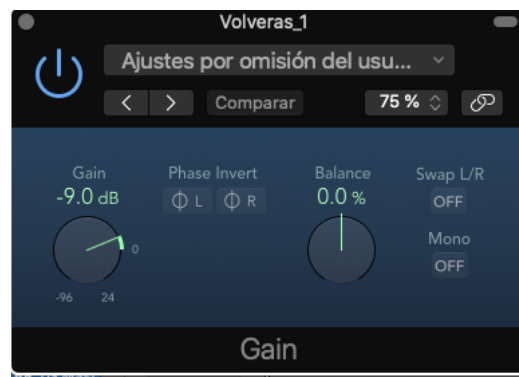 Volveras_1
Ajustes por omisión del usu...
Comparar
75 %
Gain
-9.0 dB
0
-96 24
Phase Invert
L R
Balance
0.0 %
Swap L/R
OFF
Mono
OFF
Gain